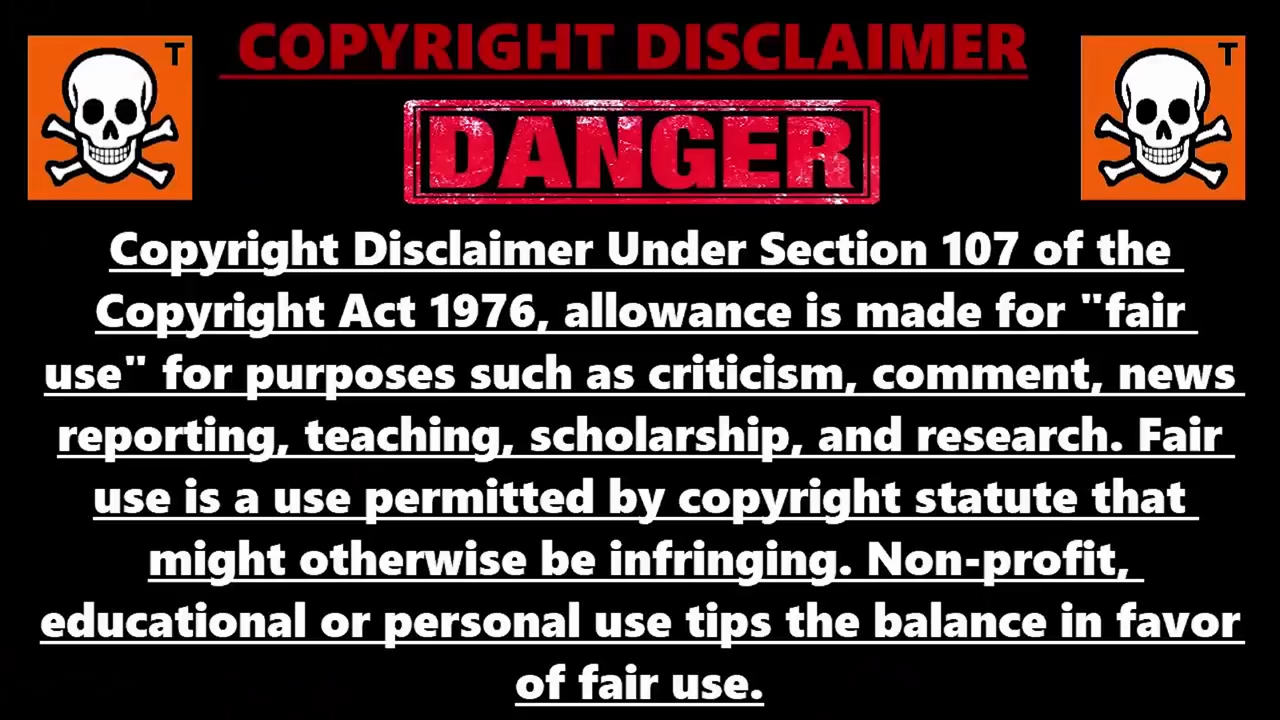 T
COPYRIGHT DISCLAIMER
T
DANGER
Copyright Disclaimer Under Section 107 of the
Copyright Act 1976, allowance is made for "fair
use" for purposes such as criticism, comment, news
reporting, teaching, scholarship, and research. Fair
use is a use permitted by copyright statute that
might otherwise be infringing. Non-profit,
educational or personal use tips the balance in favor
of fair use.